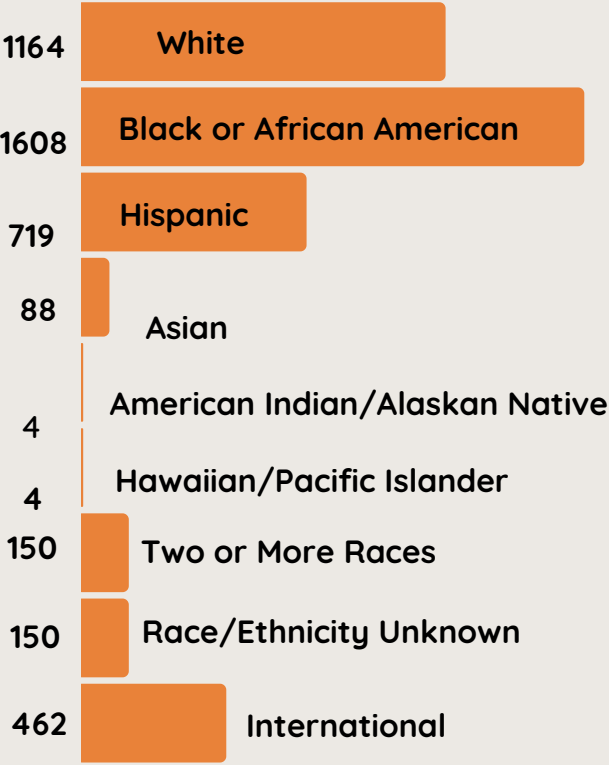 1164 White
1608 Black or African American
719 Hispanic
88 Asian
4 American Indian/Alaskan Native
4 Hawaiian/Pacific Islander
150 Two or More Races
150 Race/Ethnicity Unknown
462 International